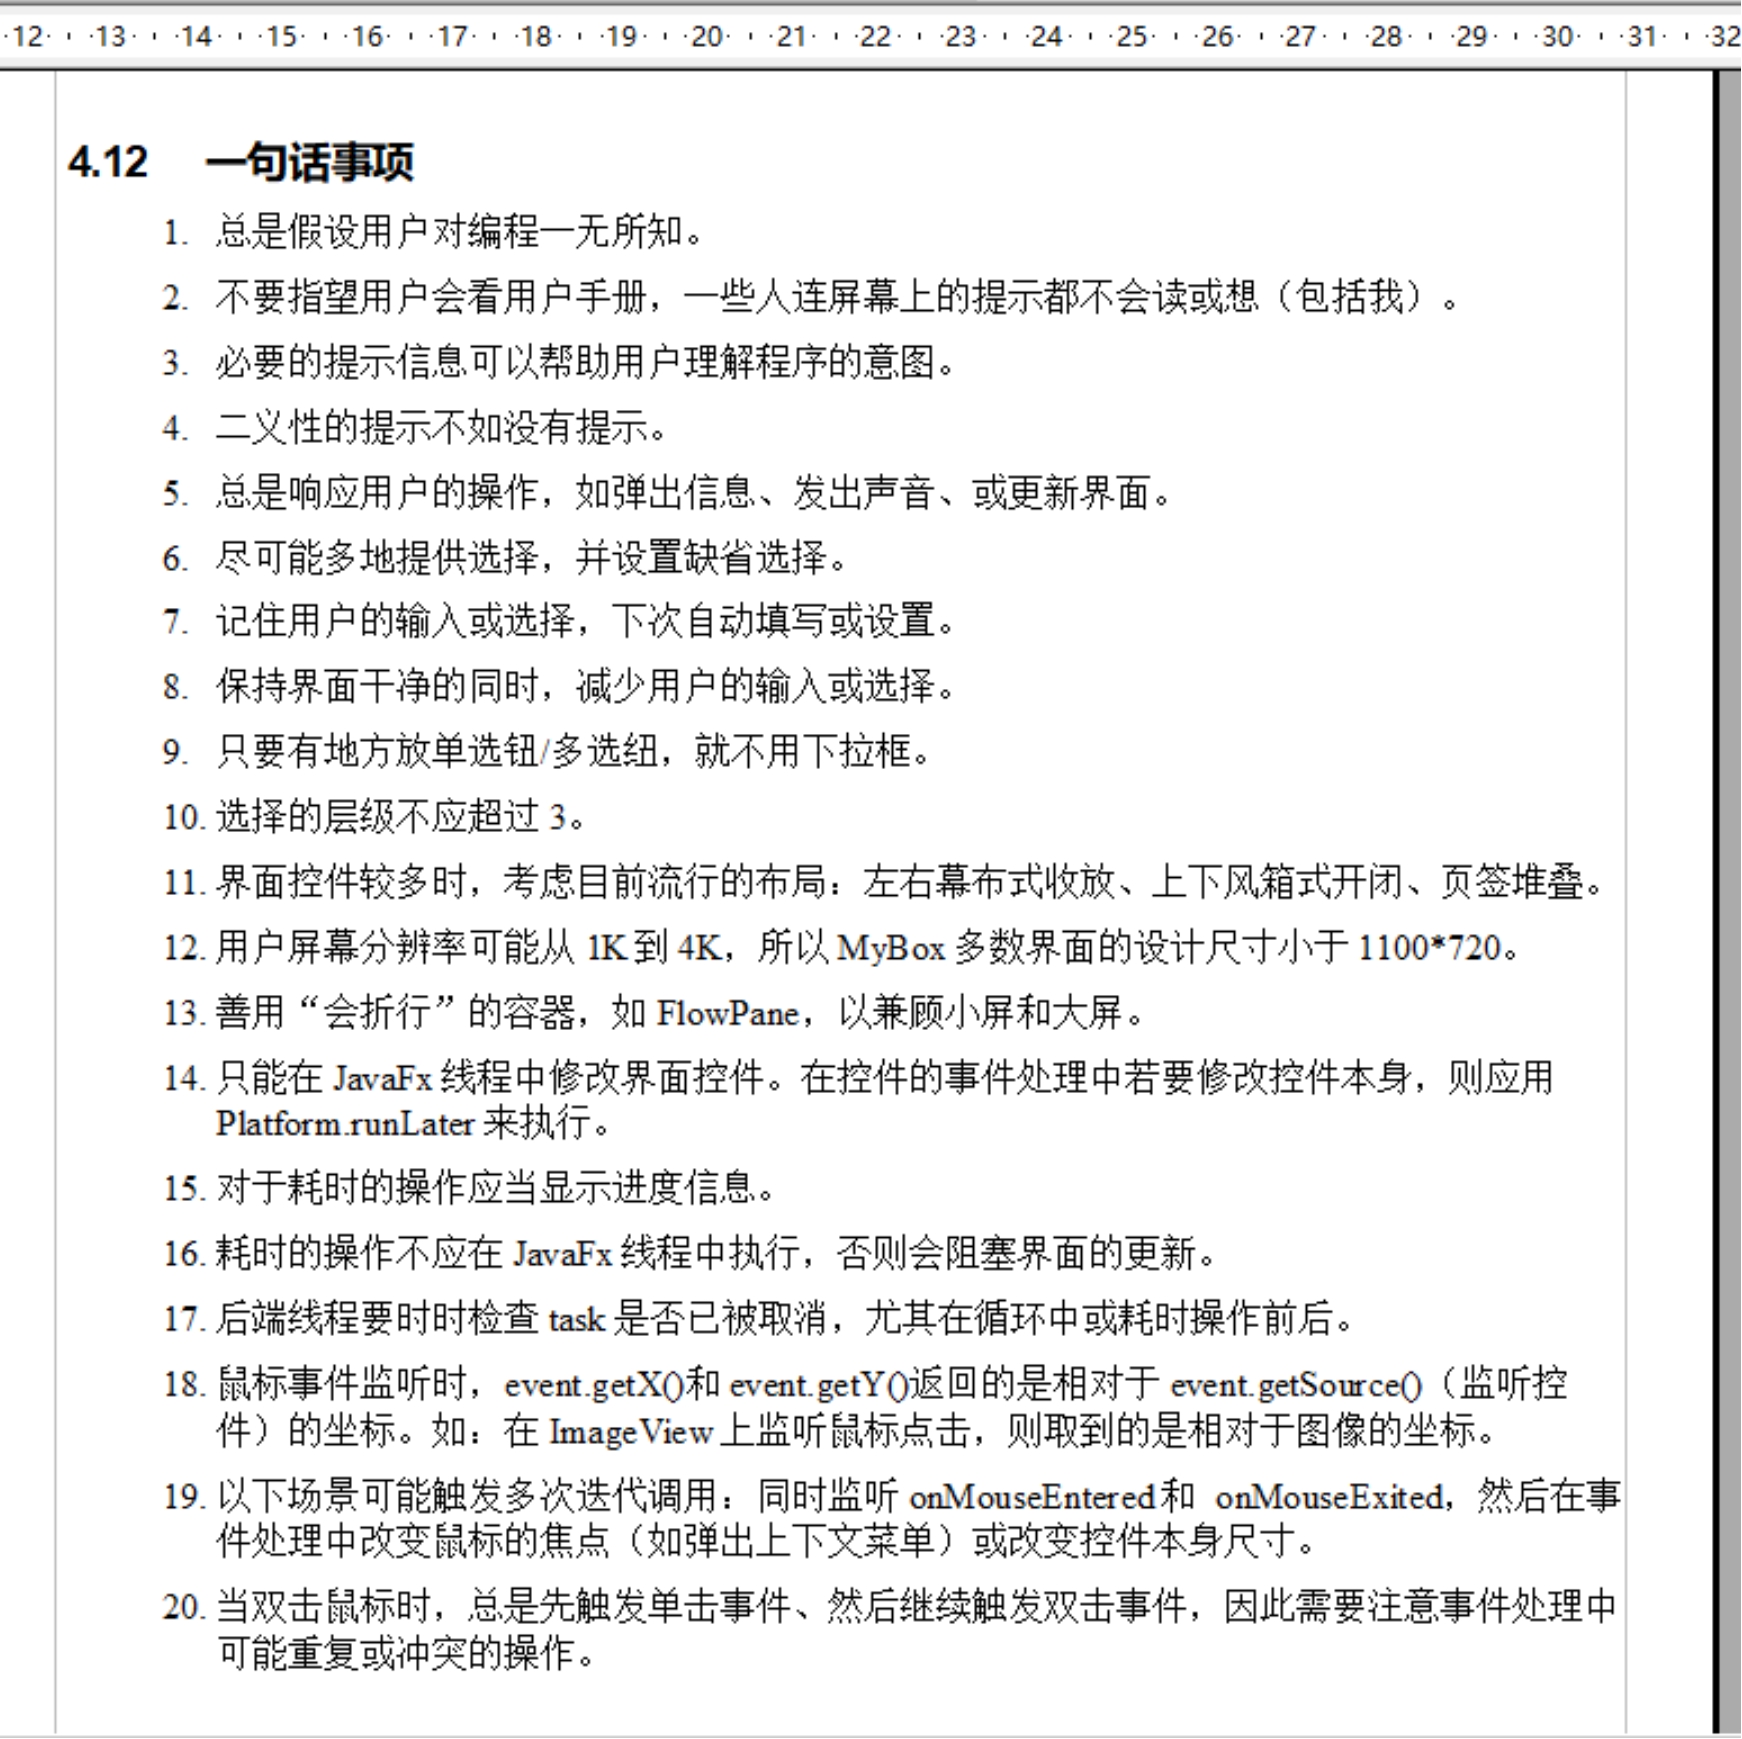 ·12· ı ·13· ı ·14· ı ·15· ı ·16· ı ·17· ı ·18· ı ·19· ı ·20· ı ·21· ı ·22· ı ·23· ı ·24· ı ·25· ı ·26· ı ·27· ı ·28· ı ·29· ı ·30· ı ·31· ı ·32
4.12 一句话事项
1. 总是假设用户对编程一无所知。
2. 不要指望用户会看用户手册，一些人连屏幕上的提示都不会读或想（包括我）。
3. 必要的提示信息可以帮助用户理解程序的意图。
4. 二义性的提示不如没有提示。
5. 总是响应用户的操作，如弹出信息、发出声音、或更新界面。
6. 尽可能多地提供选择，并设置缺省选择。
7. 记住用户的输入或选择，下次自动填写或设置。
8. 保持界面干净的同时，减少用户的输入或选择。
9. 只要有地方放单选钮/多选纽，就不用下拉框。
10. 选择的层级不应超过 3。
11. 界面控件较多时，考虑目前流行的布局：左右幕布式收放、上下风箱式开闭、页签堆叠。
12. 用户屏幕分辨率可能从 1K 到 4K，所以 MyBox 多数界面的设计尺寸小于 1100*720。
13. 善用“会折行”的容器，如 FlowPane，以兼顾小屏和大屏。
14. 只能在 JavaFx 线程中修改界面控件。在控件的事件处理中若要修改控件本身，则应用
Platform.runLater 来执行。
15. 对于耗时的操作应当显示进度信息。
16. 耗时的操作不应在 JavaFx 线程中执行，否则会阻塞界面的更新。
17. 后端线程要时时检查 task 是否已被取消，尤其在循环中或耗时操作前后。
18. 鼠标事件监听时，event.getX()和 event.getY()返回的是相对于 event.getSource()（监听控
件）的坐标。如：在 ImageView 上监听鼠标点击，则取到的是相对于图像的坐标。
19. 以下场景可能触发多次迭代调用：同时监听 onMouseEntered 和 onMouseExited，然后在事
件处理中改变鼠标的焦点（如弹出上下文菜单）或改变控件本身尺寸。
20. 当双击鼠标时，总是先触发单击事件、然后继续触发双击事件，因此需要注意事件处理中
可能重复或冲突的操作。